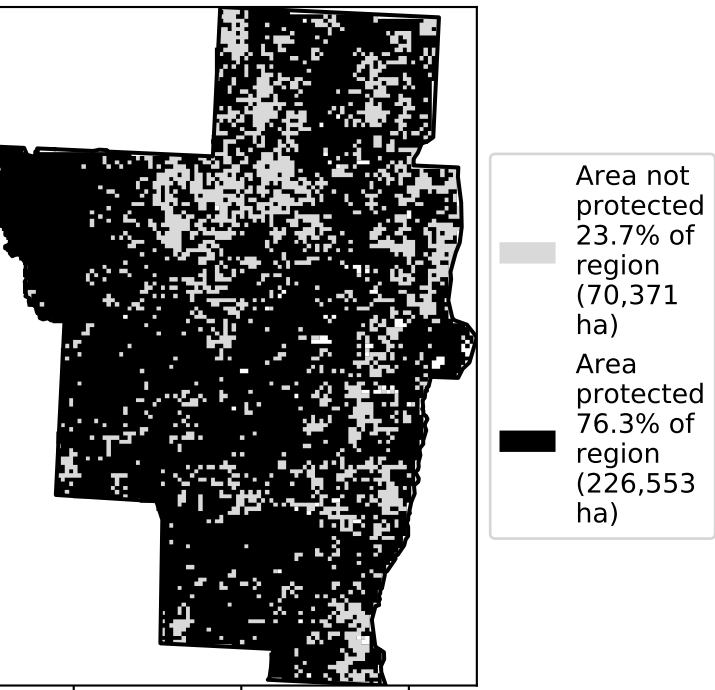 Area not
protected
23.7% of
region
(70,371
ha)
Area
protected
76.3% of
region
(226,553
ha)